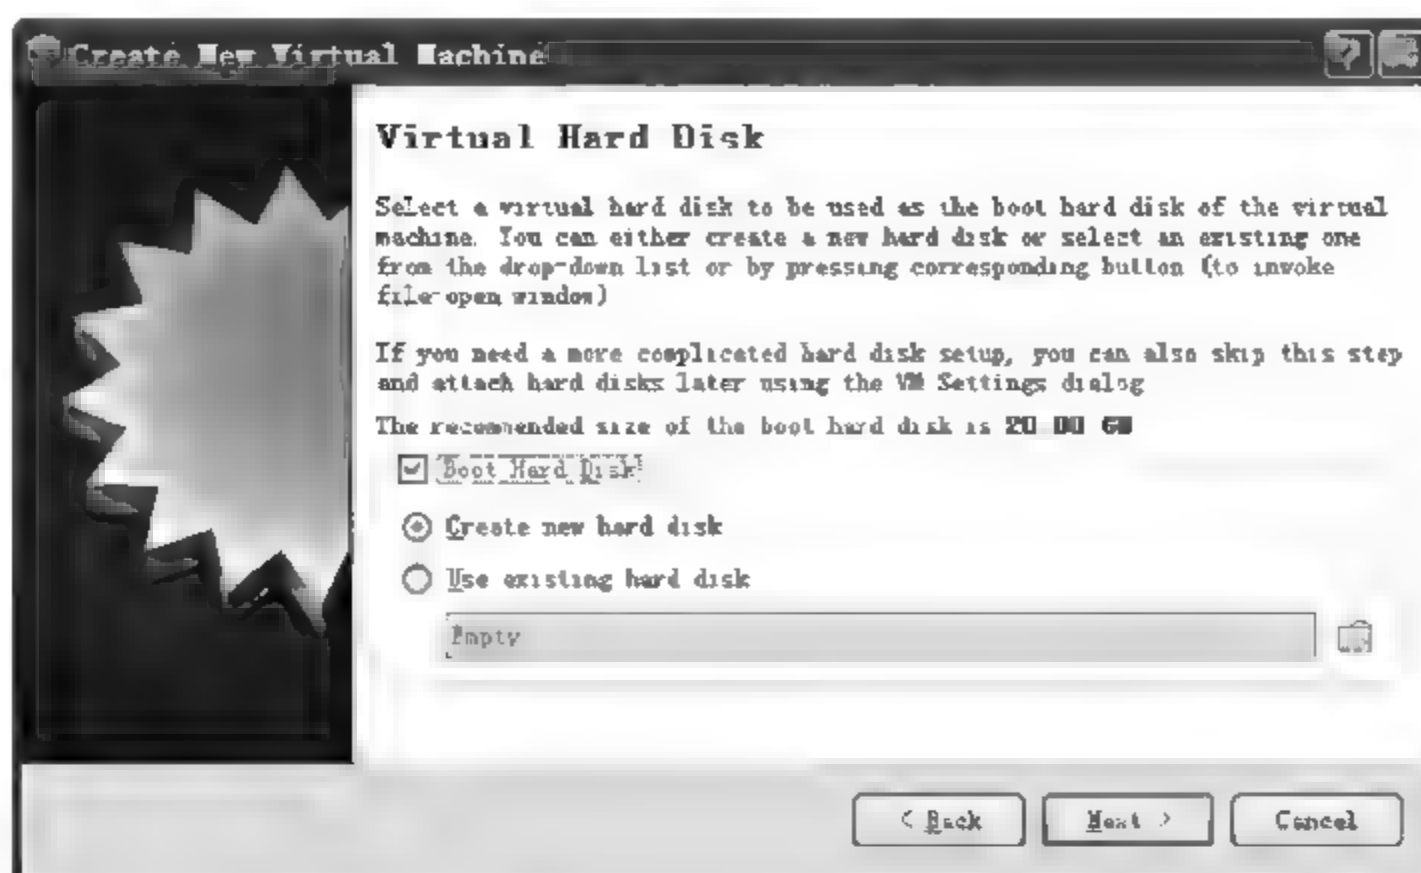 Create New Virtual Machine
Virtual Hard Disk
Select a virtual hard disk to be used as the boot hard disk of the virtual
machine. You can either create a new hard disk or select an existing one
from the drop-down list or by pressing corresponding button (to invoke
file-open window)
If you need a more complicated hard disk setup, you can also skip this step
and attach hard disks later using the VM Settings dialog
The recommended size of the boot hard disk is 20 00 GB
Boot Hard Disk
Create new hard disk
Use existing hard disk
Empty
< Back
Next >
Cancel